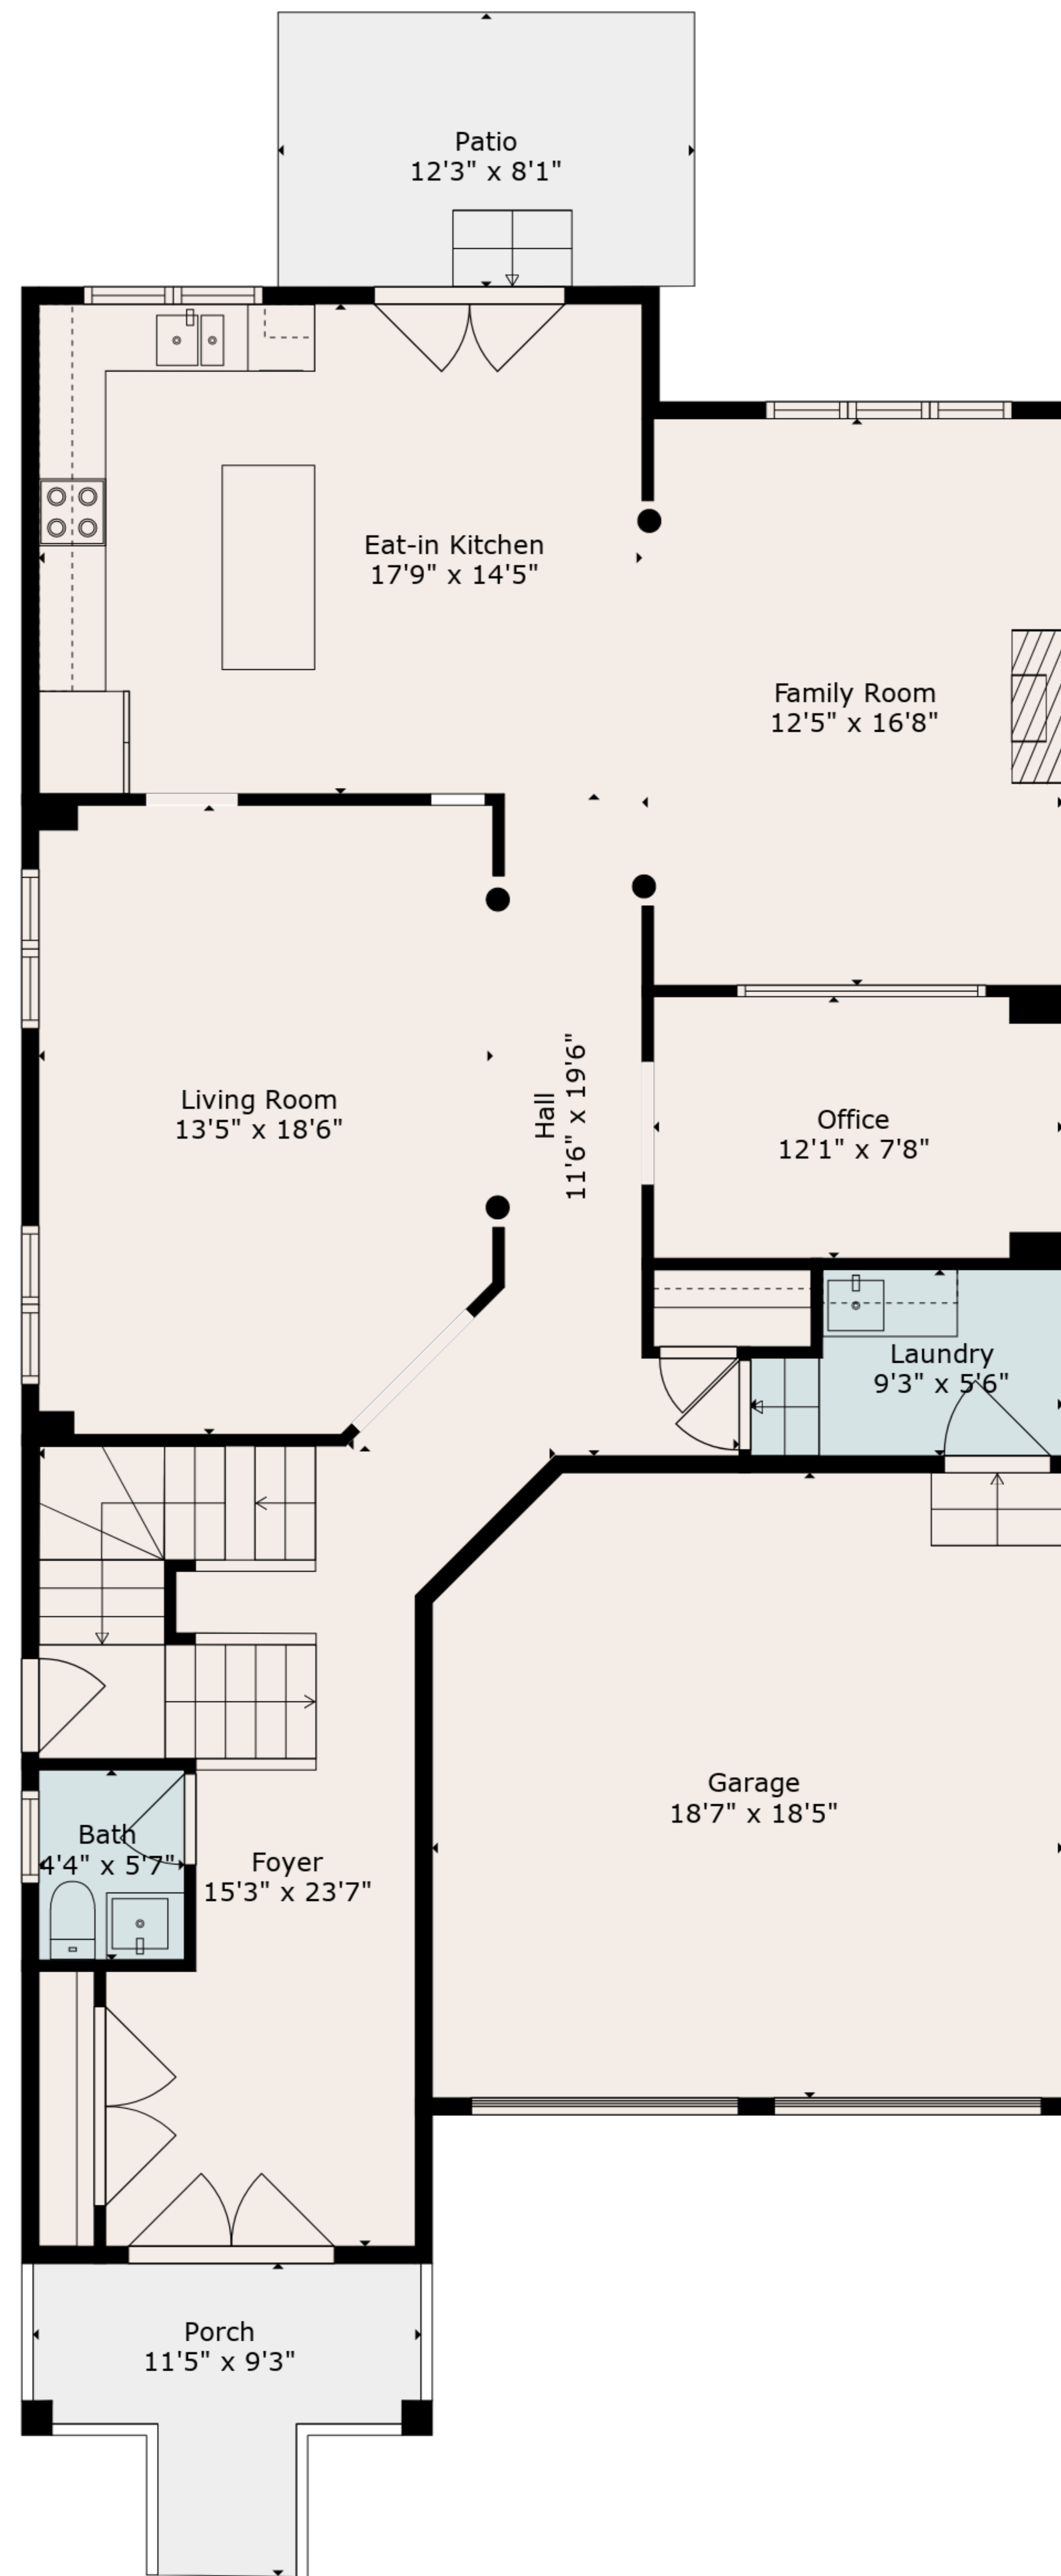 Patio
12'3" x 8'1"
Eat-in Kitchen
17'9" x 14'5"
Family Room
12'5" x 16'8"
Living Room
13'5" x 18'6"
Hall
11'6" x 19'6"
Office
12'1" x 7'8"
Laundry
9'3" x 5'6"
Garage
18'7" x 18'5"
Bath
4'4" x 5'7"
Foyer
15'3" x 23'7"
Porch
11'5" x 9'3"